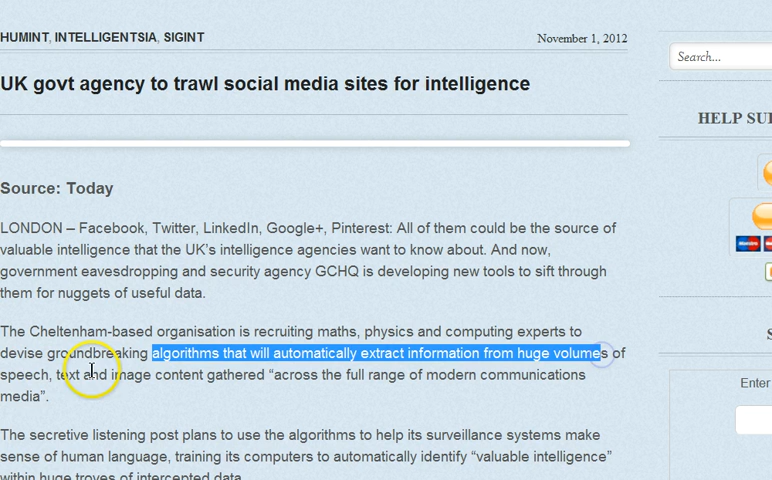 HUMINT, INTELLIGENTSIA, SIGINT
November 1, 2012
Search...
UK govt agency to trawl social media sites for intelligence
HELP
Source: Today
LONDON – Facebook, Twitter, LinkedIn, Google+, Pinterest: All of them could be the source of
valuable intelligence that the UK's intelligence agencies want to know about. And now,
government eavesdropping and security agency GCHQ is developing new tools to sift through
them for nuggets of useful data.
The Cheltenham-based organisation is recruiting maths, physics and computing experts to
devise groundbreaking algorithms that will automatically extract information from huge volumes of
speech, text and image content gathered “across the full range of modern communications
media”.
Enter
The secretive listening post plans to use the algorithms to help its surveillance systems make
sense of human language, training its computers to automatically identify “valuable intelligence”
within huge troves of intercepted data.